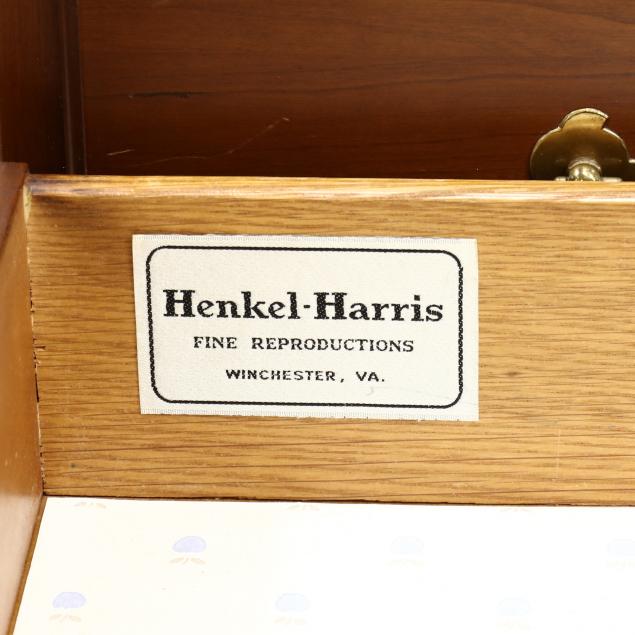 Henkel-Harris
FINE REPRODUCTIONS
WINCHESTER, VA.